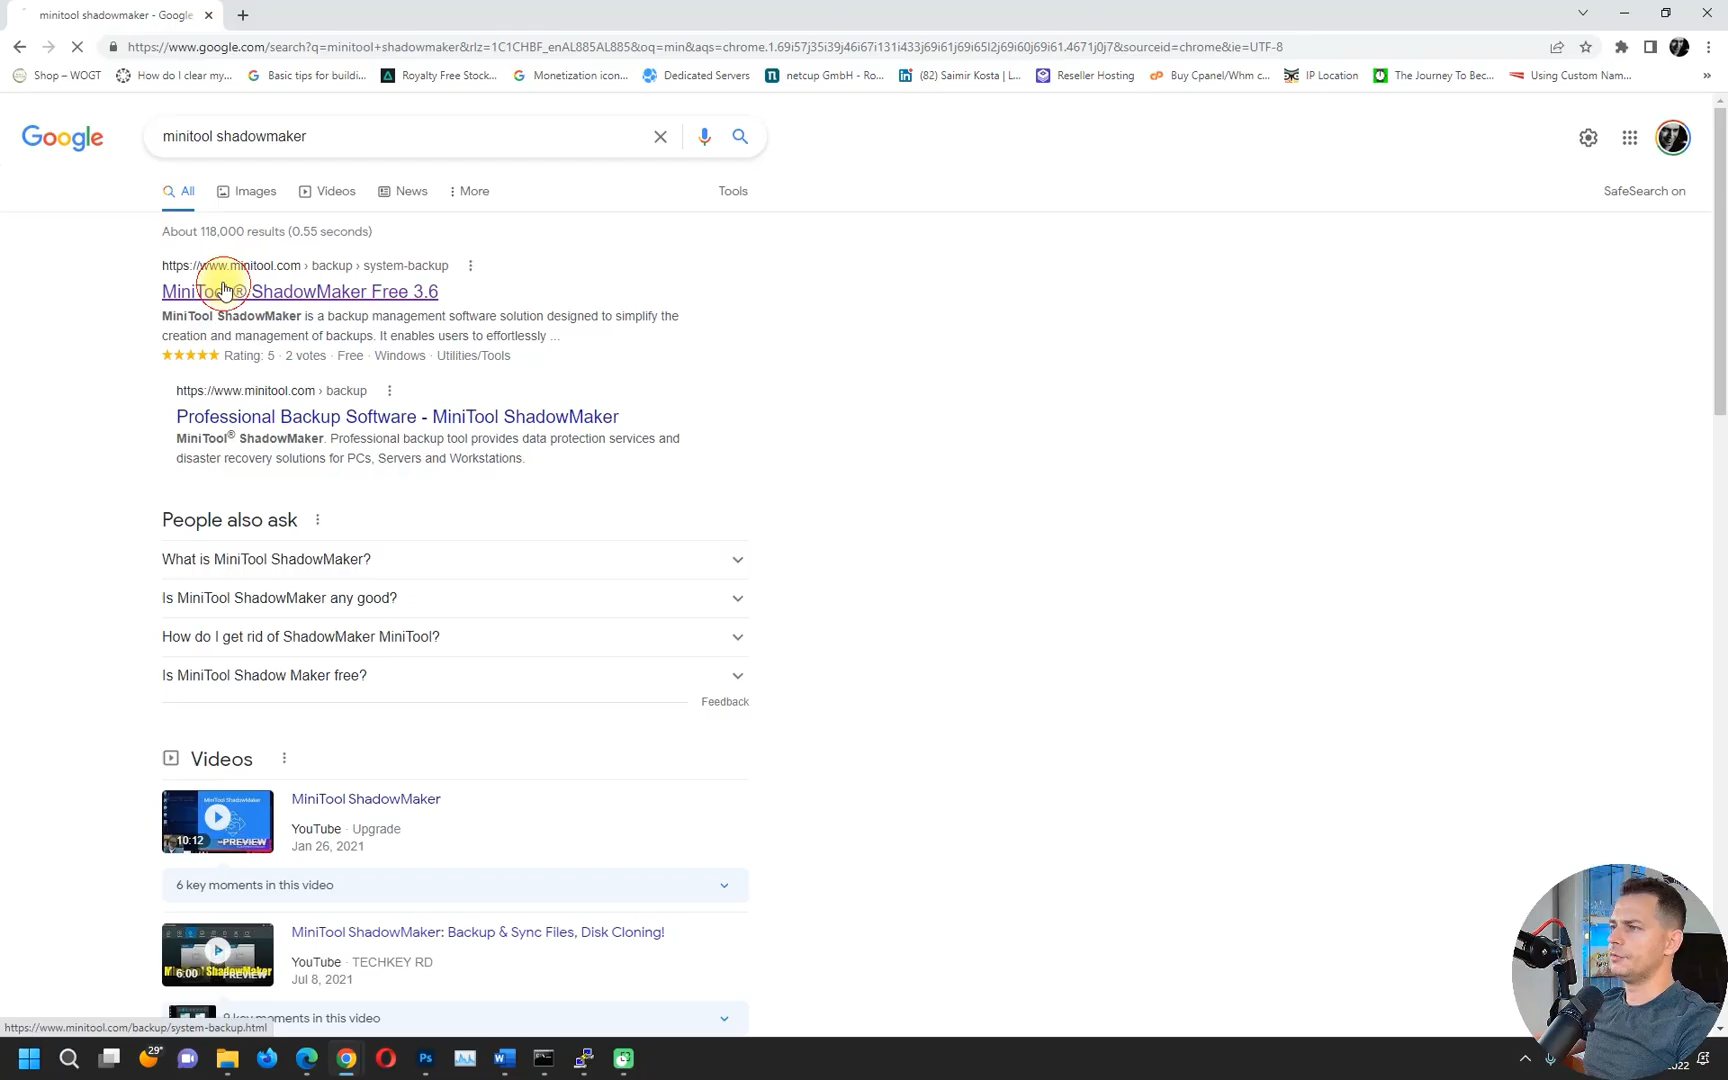 minitool shadowmaker - Google
https://www.google.com/search?q=minitool+shadowmaker&rlz=1C1CHBF_enAL885AL885&oq=min&aqs=chrome.1.69i57j35i39j46i67i131i433j69i61j69i65l2j69i60j69i61.4671j0j7&sourceid=chrome&ie=UTF-8
Shop – WOGT How do I clear my... Basic tips for buildi... Royalty Free Stock... Monetization icon... Dedicated Servers netcup GmbH - Ro... (82) Saimir Kosta | L... Reseller Hosting Buy Cpanel/Whm c... IP Location The Journey To Bec... Using Custom Nam... »
Google
minitool shadowmaker
All Images Videos News More Tools SafeSearch on
About 118,000 results (0.55 seconds)
https://www.minitool.com › backup › system-backup
MiniTool® ShadowMaker Free 3.6
MiniTool ShadowMaker is a backup management software solution designed to simplify the
creation and management of backups. It enables users to effortlessly ...
Rating: 5 · 2 votes · Free · Windows · Utilities/Tools
https://www.minitool.com › backup
Professional Backup Software - MiniTool ShadowMaker
MiniTool® ShadowMaker. Professional backup tool provides data protection services and
disaster recovery solutions for PCs, Servers and Workstations.
People also ask
What is MiniTool ShadowMaker?
Is MiniTool ShadowMaker any good?
How do I get rid of ShadowMaker MiniTool?
Is MiniTool Shadow Maker free?
Feedback
Videos
MiniTool ShadowMaker
MiniTool ShadowMaker
YouTube · Upgrade
10:12 PREVIEW
Jan 26, 2021
6 key moments in this video
MiniTool ShadowMaker: Backup & Sync Files, Disk Cloning!
YouTube · TECHKEY RD
6:00 PREVIEW
Jul 8, 2021
9 key moments in this video
https://www.minitool.com/backup/system-backup.html
29°
2022